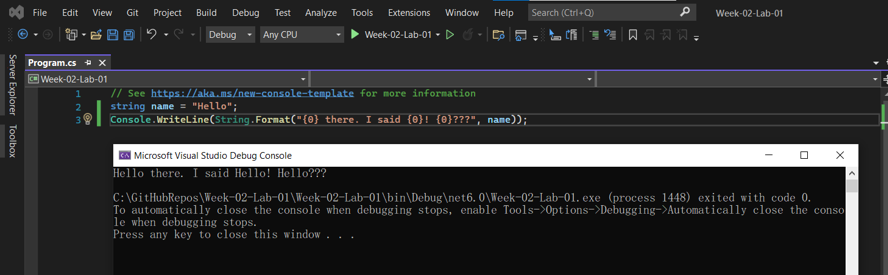 File Edit View Git Project Build Debug Test Analyze Tools Extensions Window Help Search (Ctrl+Q) Week-02-Lab-01
Debug Any CPU Week-02-Lab-01
Server Explorer
Toolbox
Program.cs
Week-02-Lab-01
1 // See https://aka.ms/new-console-template for more information
2 string name = "Hello";
3 Console.WriteLine(String.Format("{0} there. I said {0}! {0}???", name));
Microsoft Visual Studio Debug Console
Hello there. I said Hello! Hello???
C:\GitHubRepos\Week-02-Lab-01\Week-02-Lab-01\bin\Debug\net6.0\Week-02-Lab-01.exe (process 1448) exited with code 0.
To automatically close the console when debugging stops, enable Tools->Options->Debugging->Automatically close the conso
le when debugging stops.
Press any key to close this window . . .